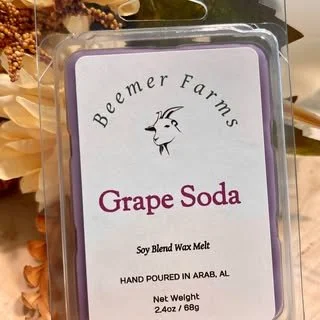 Beemer Farms
Grape Soda
Soy Blend Wax Melt
HAND POURED IN ARAB, AL
Net Weight
2.4oz / 68g